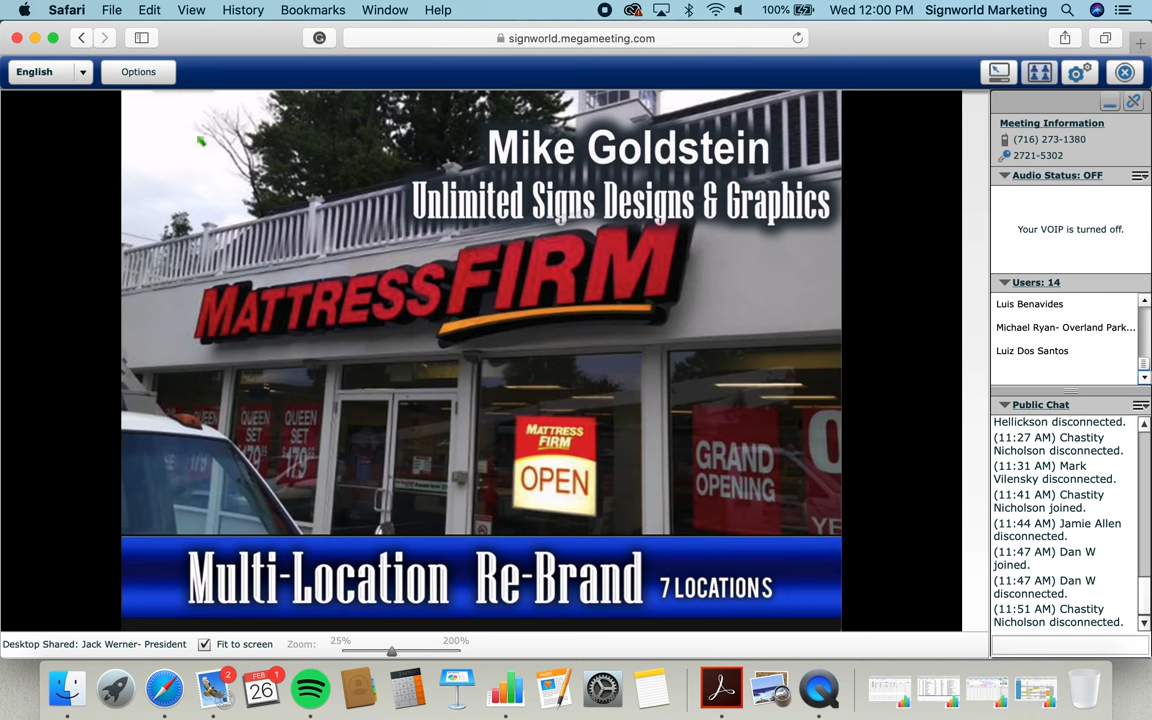 Safari File Edit View History Bookmarks Window Help 100% Wed 12:00 PM Signworld Marketing
signworld.megameeting.com
English Options
Mike Goldstein
Unlimited Signs Designs & Graphics
MATTRESSFIRM
QUEEN SET
QUEEN SET
179
MATTRESS FIRM
OPEN
GRAND OPENING
Multi-Location Re-Brand 7 LOCATIONS
Desktop Shared: Jack Werner- President Fit to screen Zoom: 25% 200%
Meeting Information
(716) 273-1380
2721-5302
Audio Status: OFF
Your VOIP is turned off.
Users: 14
Luis Benavides
Michael Ryan- Overland Park...
Luiz Dos Santos
Public Chat
Hellickson disconnected.
(11:27 AM) Chastity
Nicholson disconnected.
(11:31 AM) Mark
Vilensky disconnected.
(11:41 AM) Chastity
Nicholson joined.
(11:44 AM) Jamie Allen
disconnected.
(11:47 AM) Dan W
joined.
(11:47 AM) Dan W
disconnected.
(11:51 AM) Chastity
Nicholson disconnected.
2
1
FEB
26